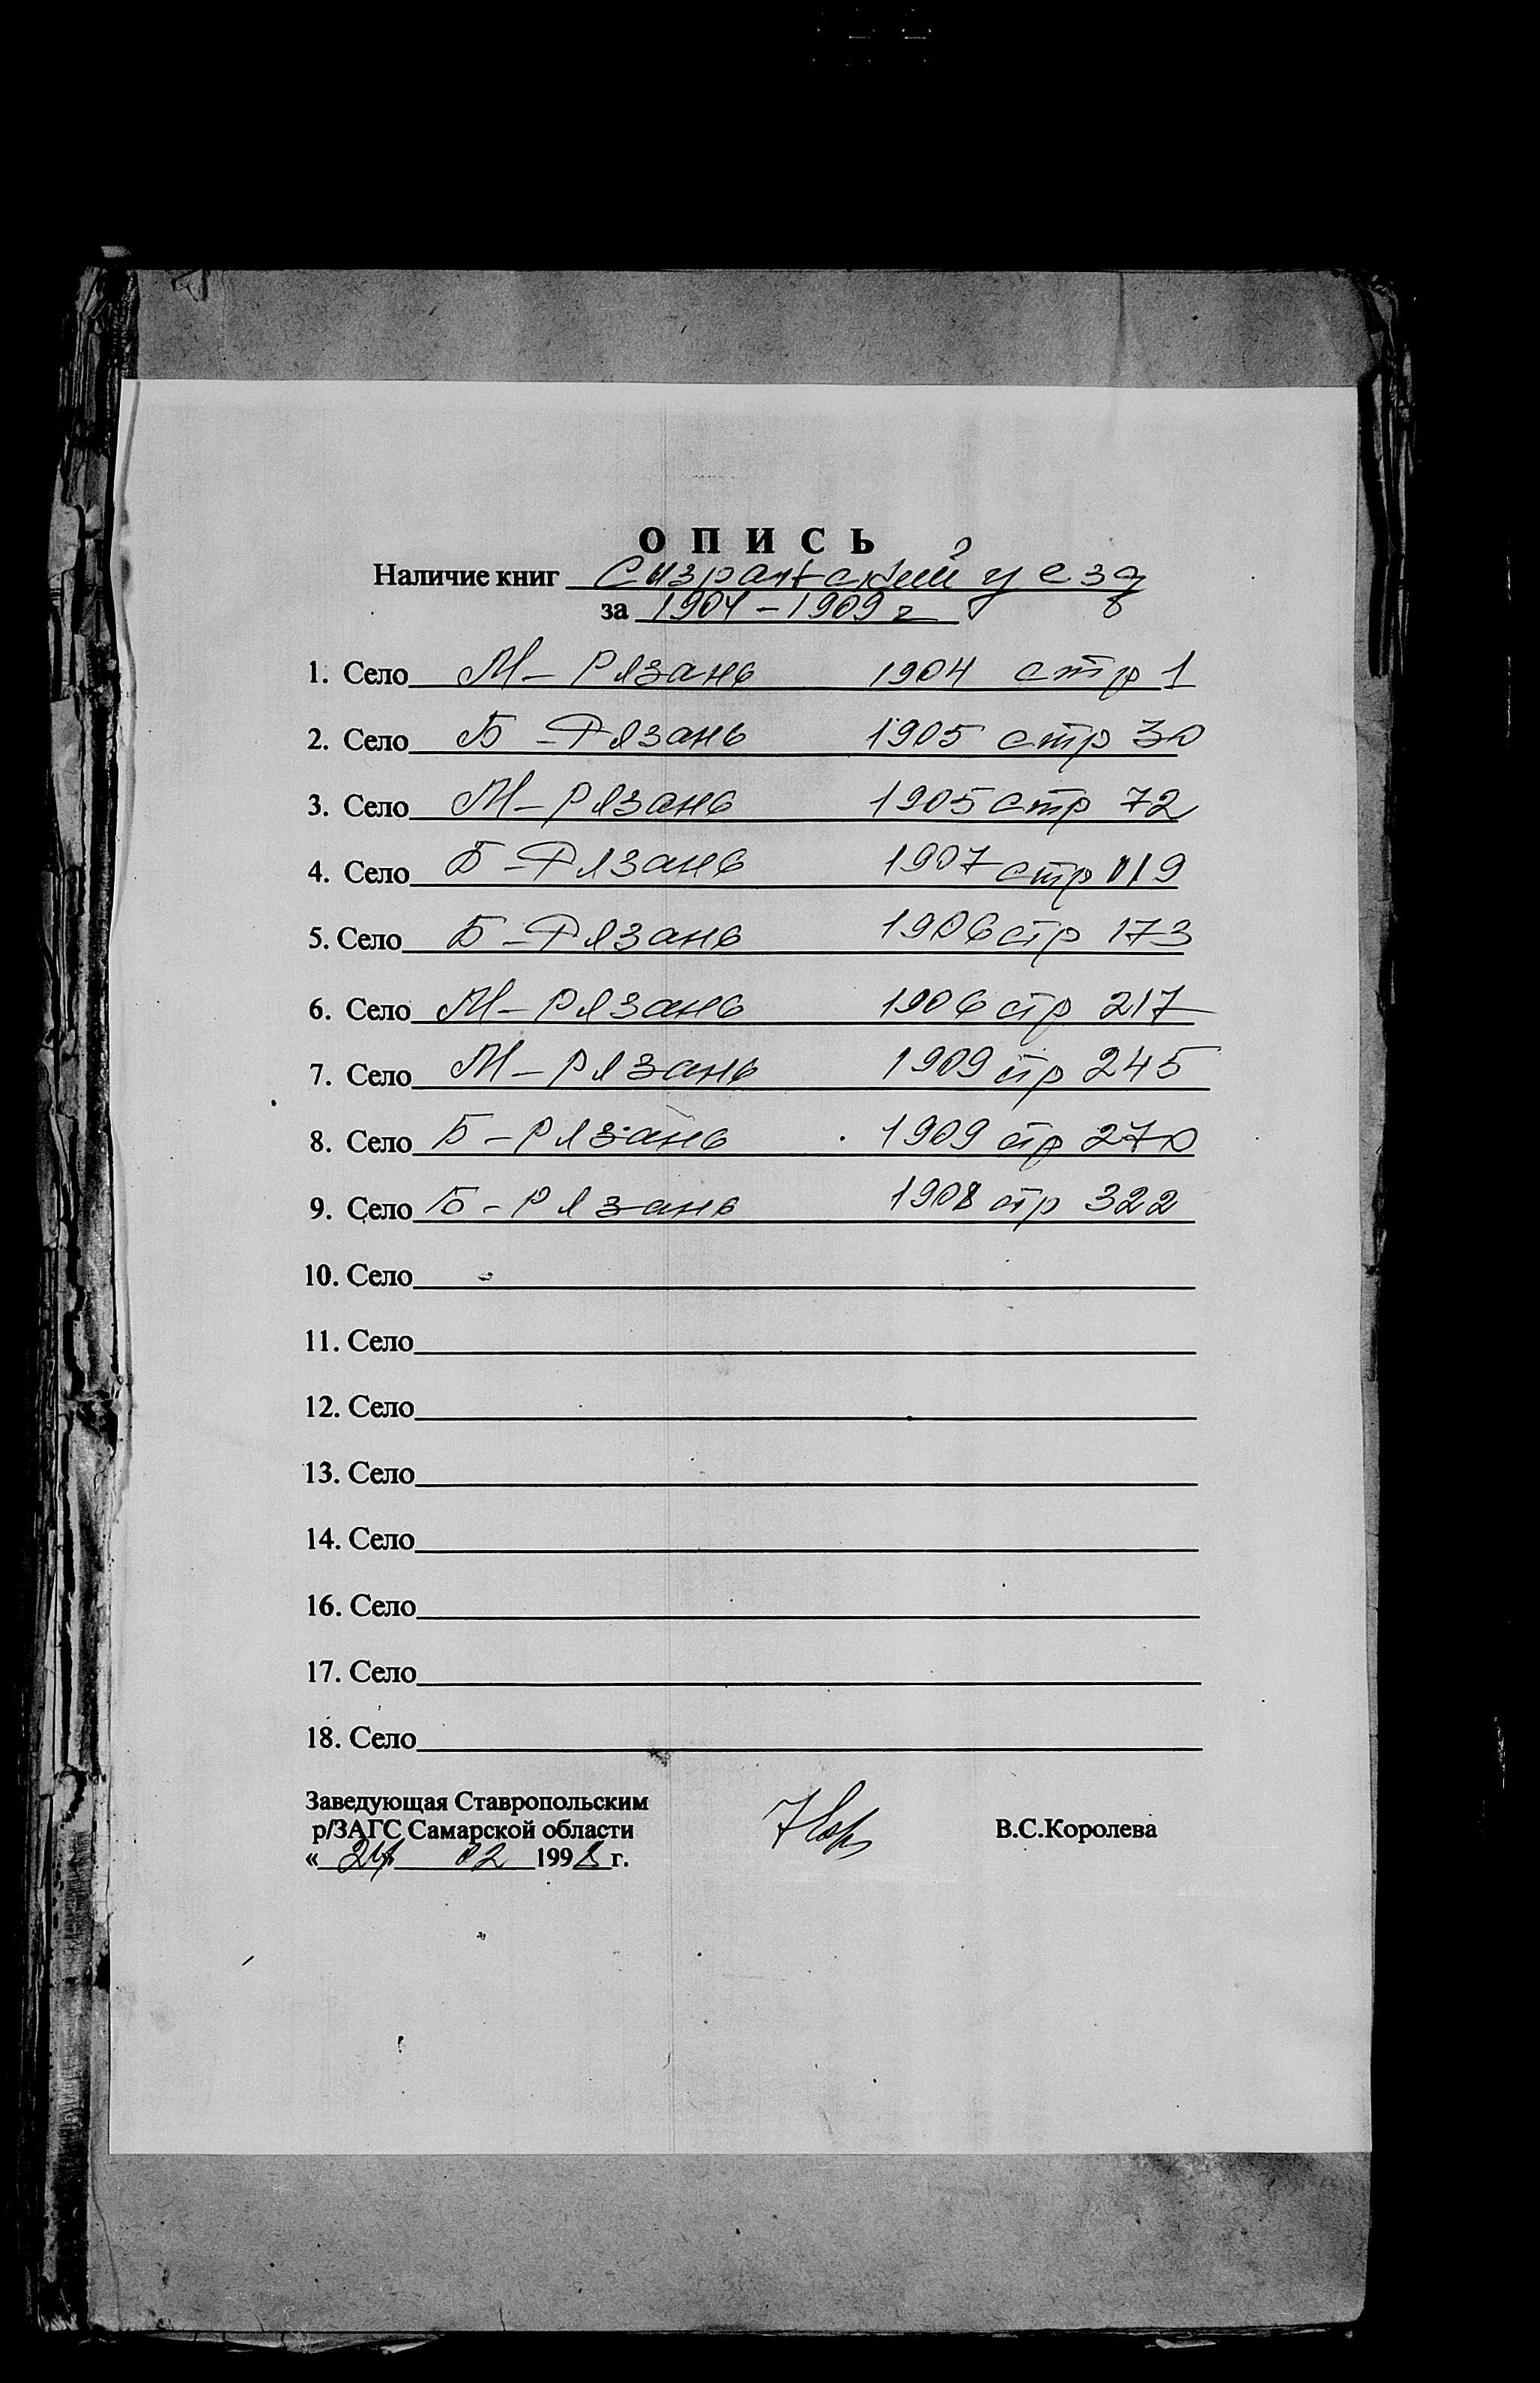 О П И С Ь
Наличие книг Сызранский уезд
за 1904 – 1909 г
1. Село М – Рязань 1904 стр 1
2. Село Б – Рязань 1905 стр 30
3. Село М – Рязань 1905 стр 72
4. Село Б – Рязань 1907 стр 119
5. Село Б – Рязань 1906 стр 173
6. Село М – Рязань 1906 стр 217
7. Село М – Рязань 1909 стр 245
8. Село Б – Рязань 1909 стр 270
9. Село Б – Рязань 1908 стр 322
10. Село
11. Село
12. Село
13. Село
14. Село
16. Село
17. Село
18. Село
Заведующая Ставропольским
р/ЗАГС Самарской области В.С.Королева
« 24 02 1998 г.